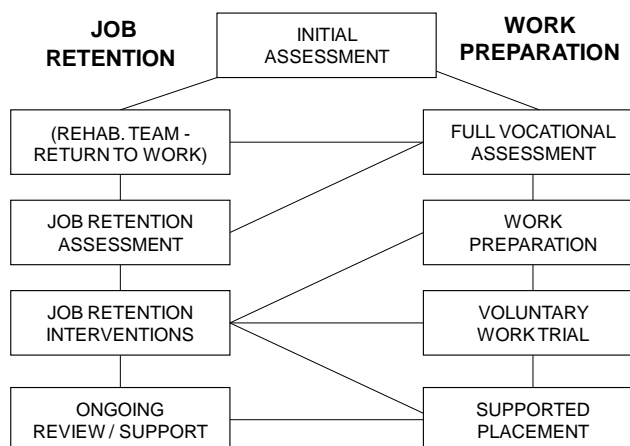 JOB
RETENTION
INITIAL
ASSESSMENT
WORK
PREPARATION
(REHAB. TEAM -
RETURN TO WORK)
FULL VOCATIONAL
ASSESSMENT
JOB RETENTION
ASSESSMENT
WORK
PREPARATION
JOB RETENTION
INTERVENTIONS
VOLUNTARY
WORK TRIAL
ONGOING
REVIEW / SUPPORT
SUPPORTED
PLACEMENT